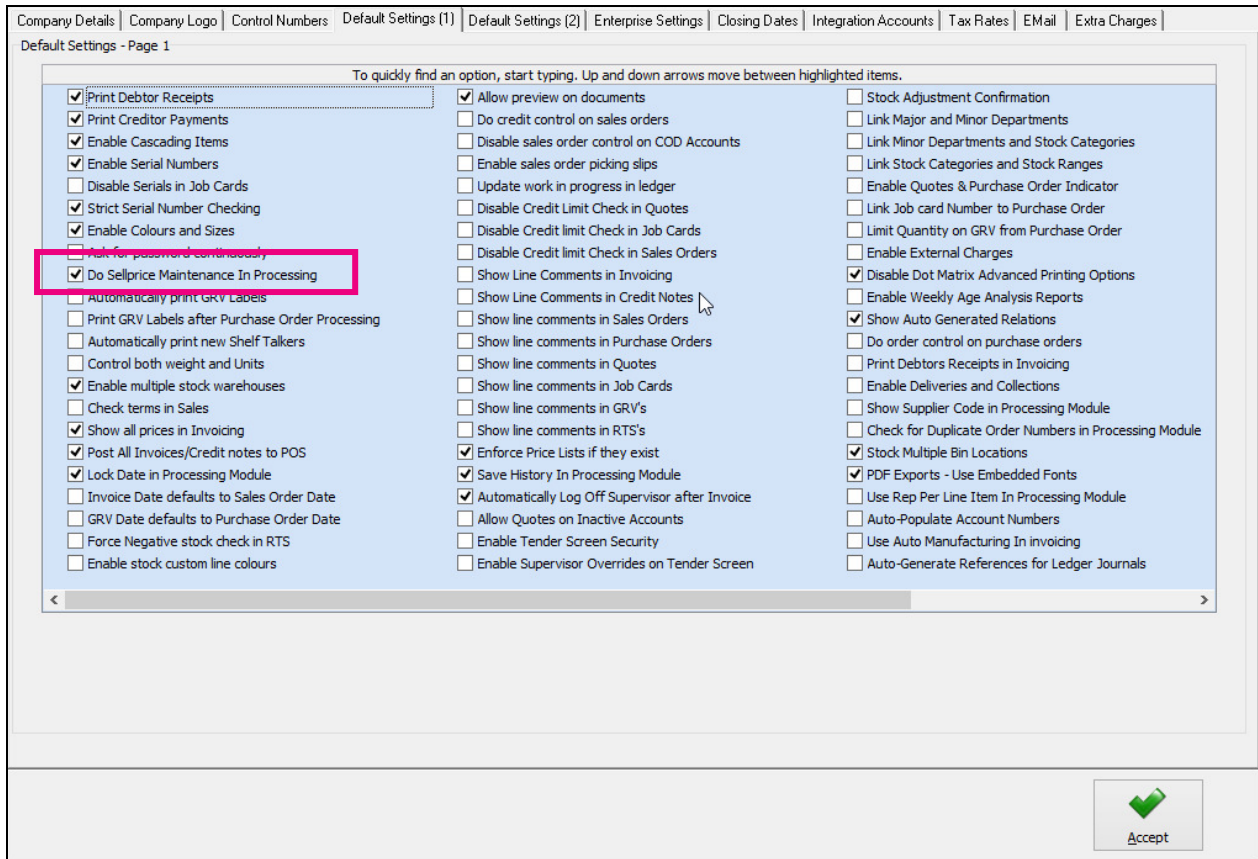 Company Details Company Logo Control Numbers Default Settings (1) Default Settings (2) Enterprise Settings Closing Dates Integration Accounts Tax Rates EMail Extra Charges
Default Settings - Page 1
To quickly find an option, start typing. Up and down arrows move between highlighted items.
Print Debtor Receipts
Print Creditor Payments
Enable Cascading Items
Enable Serial Numbers
Disable Serials in Job Cards
Strict Serial Number Checking
Enable Colours and Sizes
Ask for password continuously
Do Sellprice Maintenance In Processing
Automatically print GRV Labels
Print GRV Labels after Purchase Order Processing
Automatically print new Shelf Talkers
Control both weight and Units
Enable multiple stock warehouses
Check terms in Sales
Show all prices in Invoicing
Post All Invoices/Credit notes to POS
Lock Date in Processing Module
Invoice Date defaults to Sales Order Date
GRV Date defaults to Purchase Order Date
Force Negative stock check in RTS
Enable stock custom line colours
Allow preview on documents
Do credit control on sales orders
Disable sales order control on COD Accounts
Enable sales order picking slips
Update work in progress in ledger
Disable Credit Limit Check in Quotes
Disable Credit limit Check in Job Cards
Disable Credit limit Check in Sales Orders
Show Line Comments in Invoicing
Show Line Comments in Credit Notes
Show line comments in Sales Orders
Show line comments in Purchase Orders
Show line comments in Quotes
Show line comments in Job Cards
Show line comments in GRV's
Show line comments in RTS's
Enforce Price Lists if they exist
Save History In Processing Module
Automatically Log Off Supervisor after Invoice
Allow Quotes on Inactive Accounts
Enable Tender Screen Security
Enable Supervisor Overrides on Tender Screen
Stock Adjustment Confirmation
Link Major and Minor Departments
Link Minor Departments and Stock Categories
Link Stock Categories and Stock Ranges
Enable Quotes & Purchase Order Indicator
Link Job card Number to Purchase Order
Limit Quantity on GRV from Purchase Order
Enable External Charges
Disable Dot Matrix Advanced Printing Options
Enable Weekly Age Analysis Reports
Show Auto Generated Relations
Do order control on purchase orders
Print Debtors Receipts in Invoicing
Enable Deliveries and Collections
Show Supplier Code in Processing Module
Check for Duplicate Order Numbers in Processing Module
Stock Multiple Bin Locations
PDF Exports - Use Embedded Fonts
Use Rep Per Line Item In Processing Module
Auto-Populate Account Numbers
Use Auto Manufacturing In invoicing
Auto-Generate References for Ledger Journals
Accept